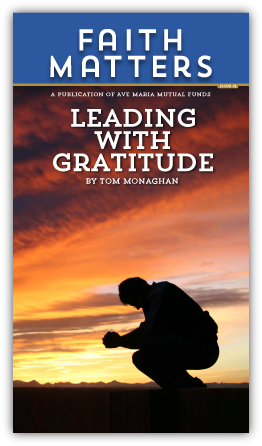 FAITH
MATTERS
A PUBLICATION OF AVE MARIA MUTUAL FUNDS
LEADING
WITH
GRATITUDE
BY TOM MONAGHAN